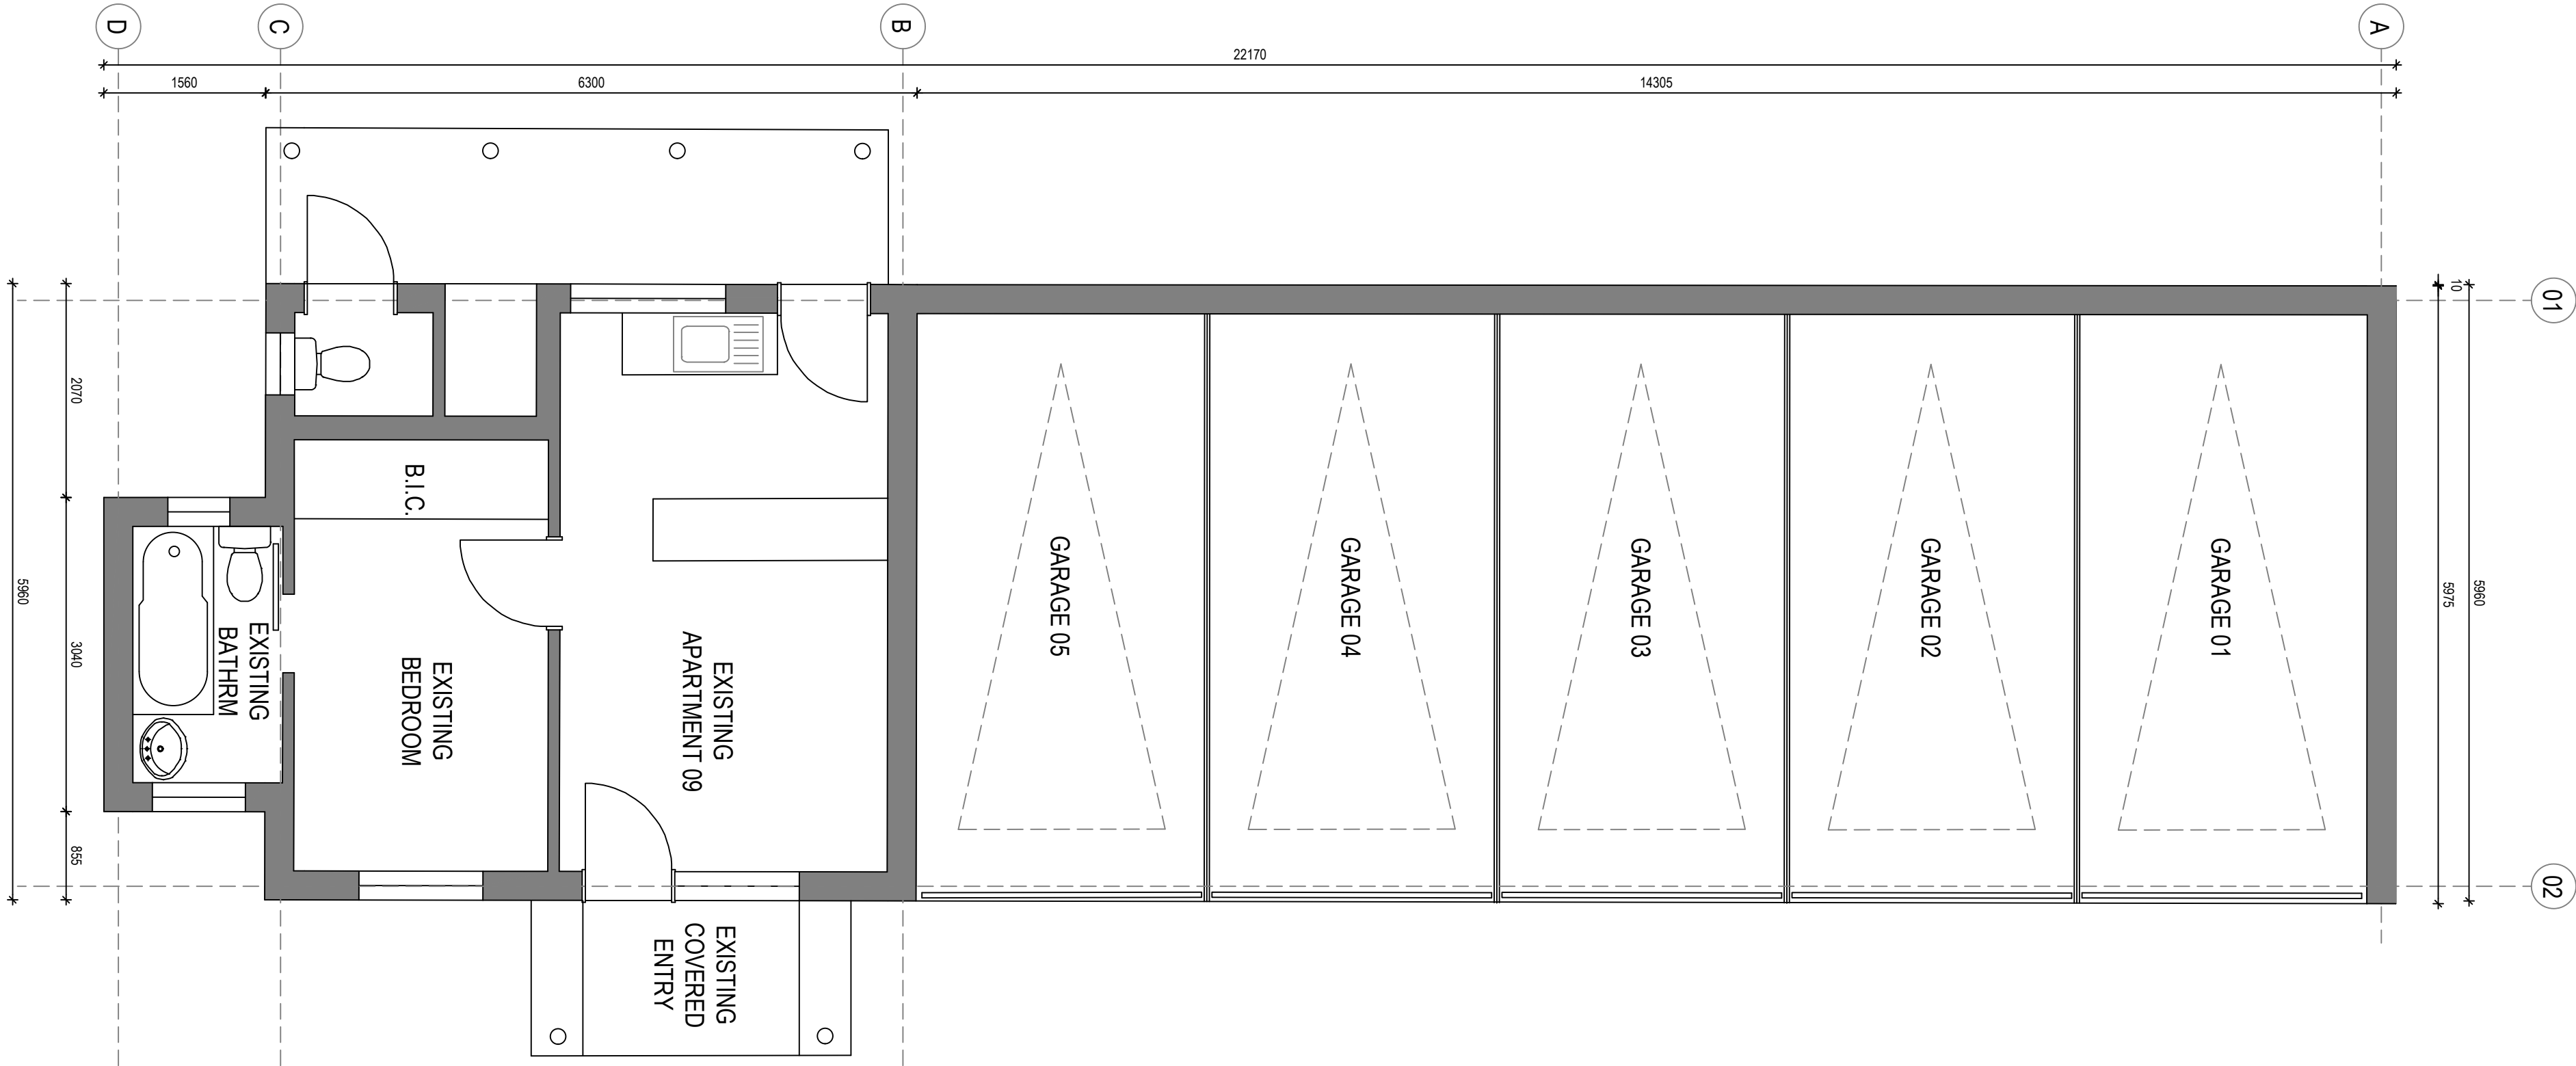 D
C
B
A
22170
1560
6300
14305
10
5960
5975
01
02
2070
3040
855
5960
B.I.C.
EXISTING
BATHRM
EXISTING
BEDROOM
EXISTING
APARTMENT 09
GARAGE 05
GARAGE 04
GARAGE 03
GARAGE 02
GARAGE 01
EXISTING
COVERED
ENTRY